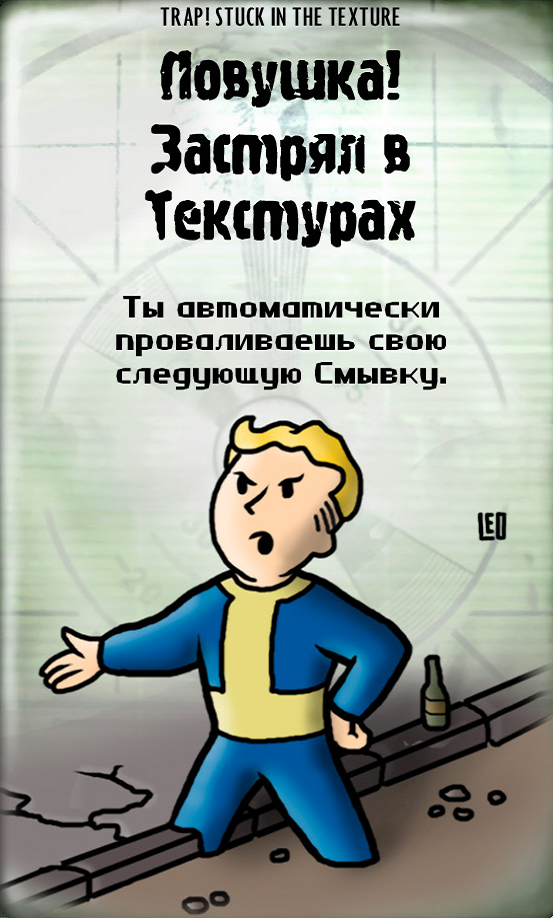 TRAP! STUCK IN THE TEXTURE
Ловушка!
Застрял в
Текстурах
Ты автоматически
проваливаешь свою
следующую Смывку.
LEO